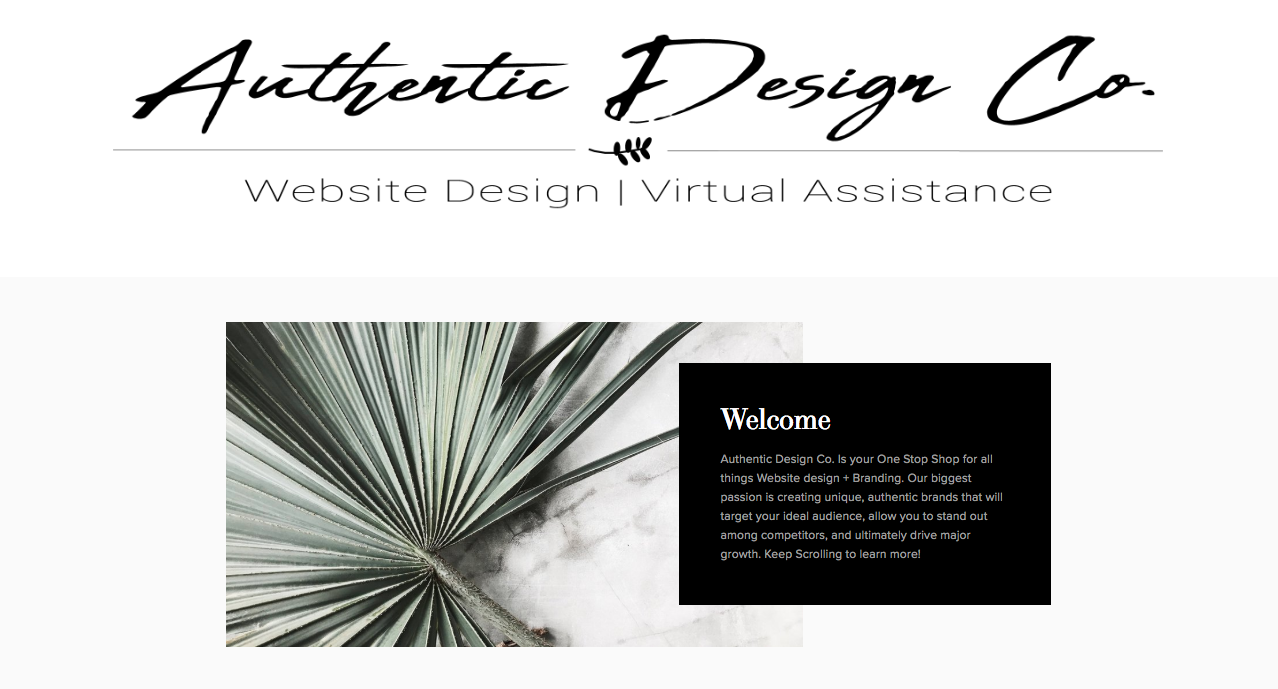 Authentic Design Co.
Website Design | Virtual Assistance
Welcome
Authentic Design Co. Is your One Stop Shop for all
things Website design + Branding. Our biggest
passion is creating unique, authentic brands that will
target your ideal audience, allow you to stand out
among competitors, and ultimately drive major
growth. Keep Scrolling to learn more!